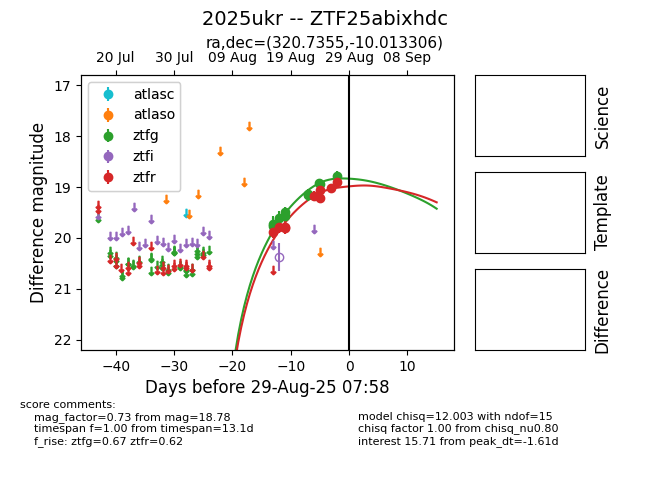 2025ukr -- ZTF25abixhdc
ra,dec=(320.7355,-10.013306)
20 Jul 30 Jul 09 Aug 19 Aug 29 Aug 08 Sep
17
18
19
20
21
22
Difference magnitude
atlasc
atlaso
ztfg
ztfi
ztfr
−40 −30 −20 −10 0 10
Days before 29-Aug-25 07:58
Science
Template
Difference
score comments:
mag_factor=0.73 from mag=18.78
timespan f=1.00 from timespan=13.1d
f_rise: ztfg=0.67 ztfr=0.62
model chisq=12.003 with ndof=15
chisq factor 1.00 from chisq_nu0.80
interest 15.71 from peak_dt=-1.61d